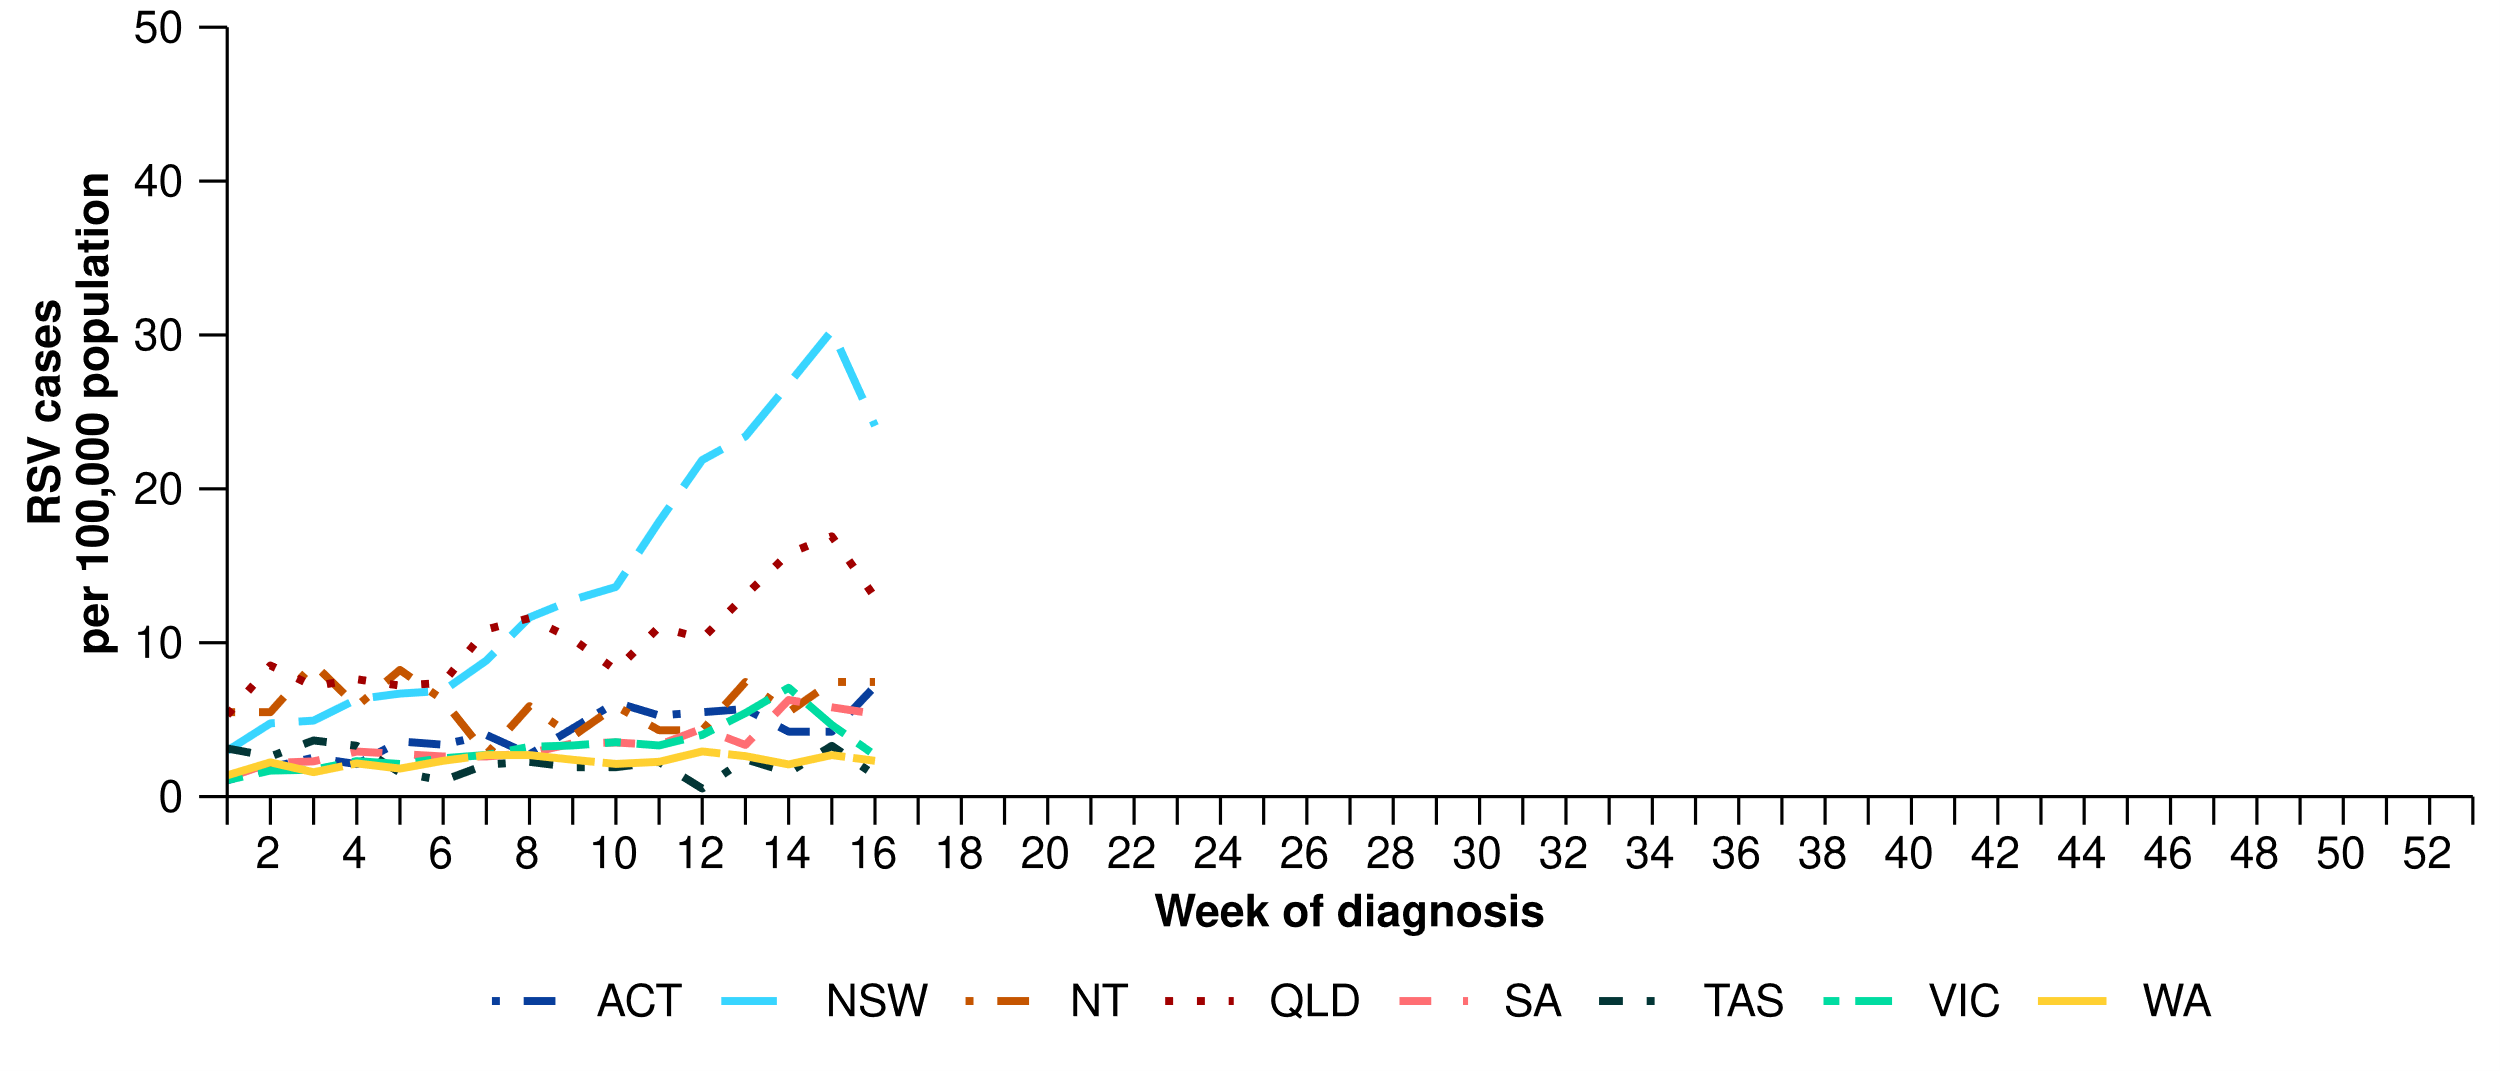 RSV cases
per 100,000 population
50
40
30
20
10
0
2 4 6 8 10 12 14 16 18 20 22 24 26 28 30 32 34 36 38 40 42 44 46 48 50 52
Week of diagnosis
ACT NSW NT QLD SA TAS VIC WA